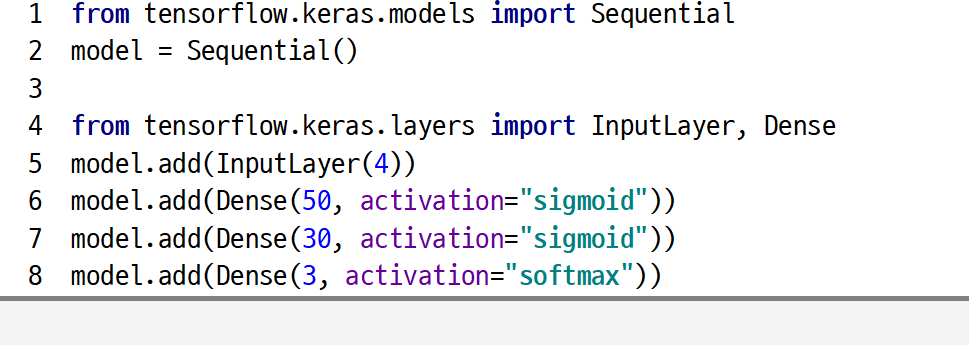 1 from tensorflow.keras.models import Sequential
2 model = Sequential()
3
4 from tensorflow.keras.layers import InputLayer, Dense
5 model.add(InputLayer(4))
6 model.add(Dense(50, activation="sigmoid"))
7 model.add(Dense(30, activation="sigmoid"))
8 model.add(Dense(3, activation="softmax"))